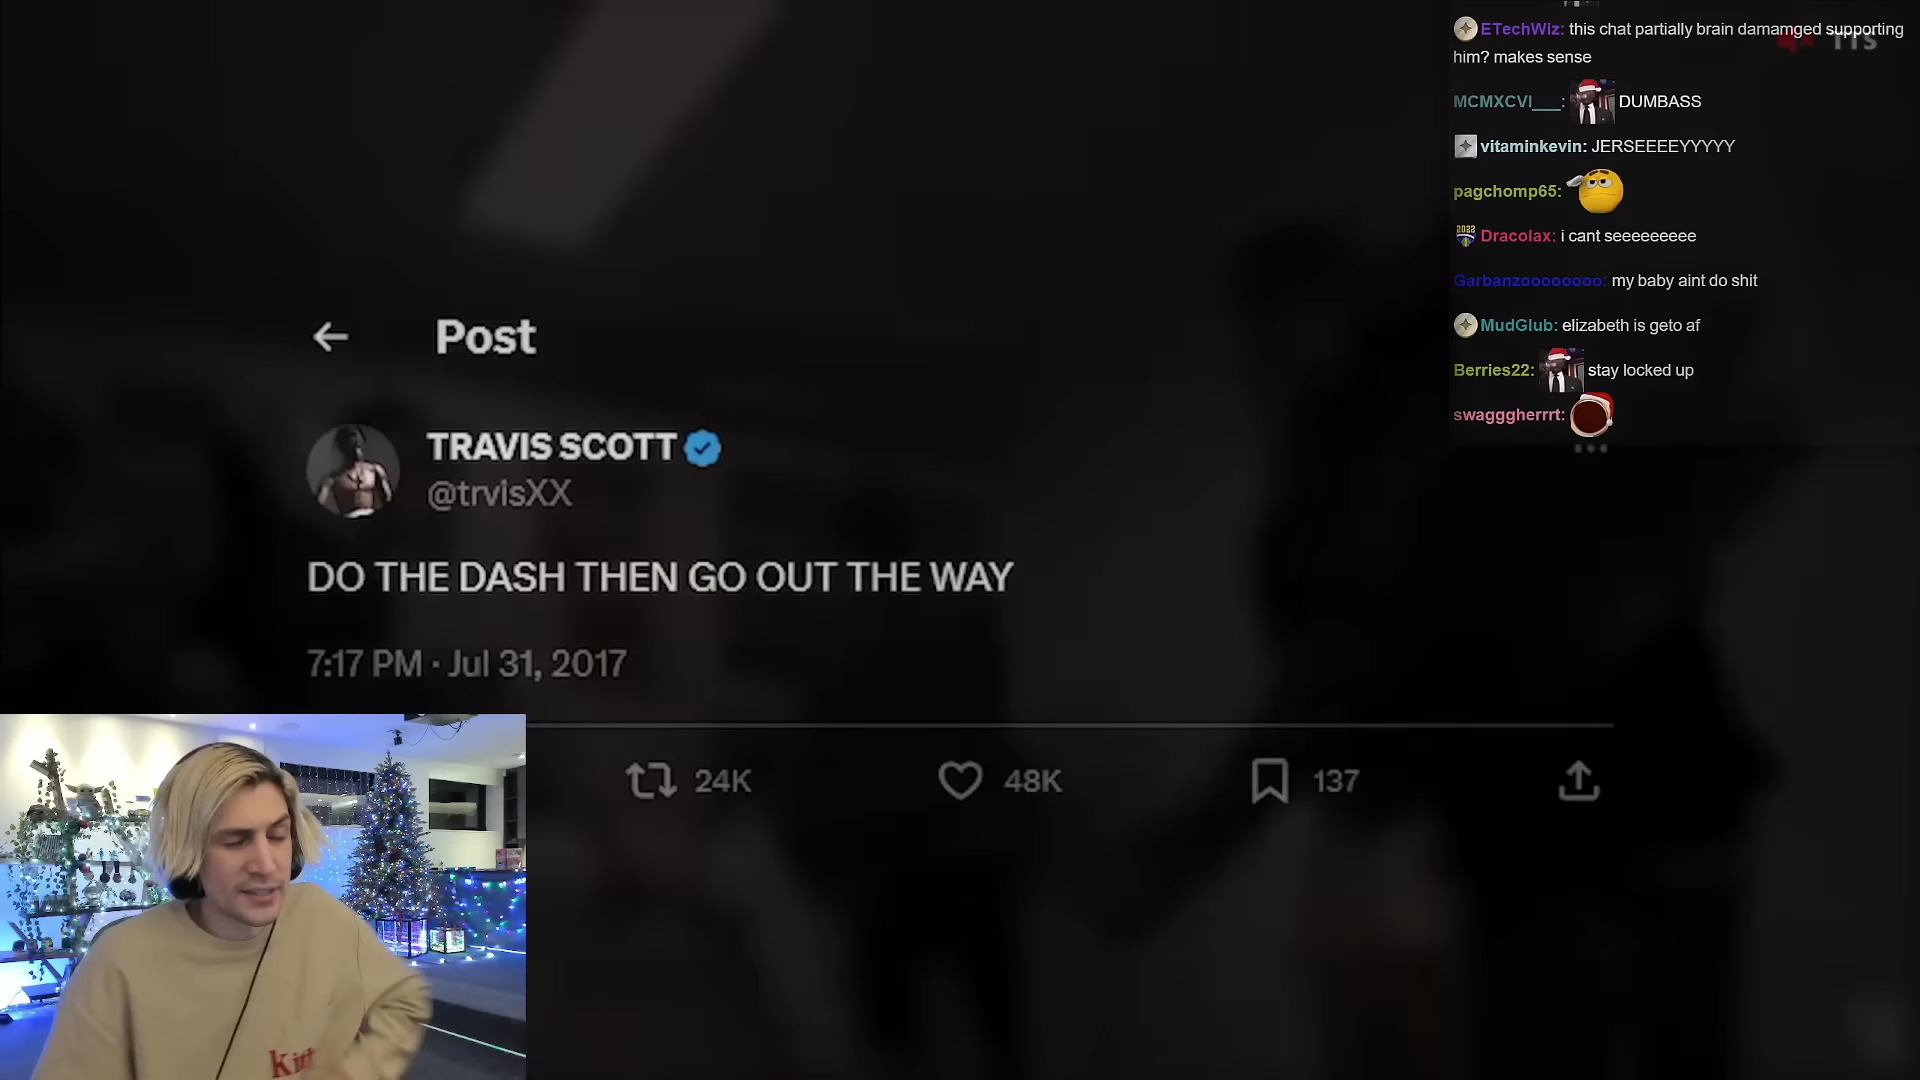 ETechWiz: this chat partially brain damamged supporting
him? makes sense
TTS
MCMXCVI___: DUMBASS
vitaminkevin: JERSEEEEYYYYY
pagchomp65:
2022
Dracolax: i cant seeeeeeeee
Garbanzoooooooo: my baby aint do shit
MudGlub: elizabeth is geto af
Berries22: stay locked up
swagggherrrt:
Post
TRAVIS SCOTT
@trvisXX
DO THE DASH THEN GO OUT THE WAY
7:17 PM · Jul 31, 2017
24K 48K 137